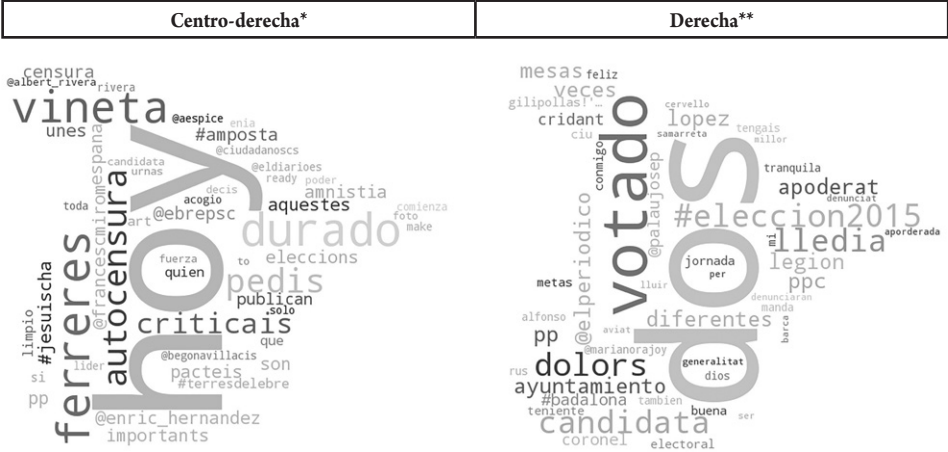 Centro-derecha*
Derecha**
censura
@albert_rivera
rivera
vineta
@aespice
enia
unes
#amposta
@ciudadanoscs
candidata
urnas
@eldiarioes
ready
poder
decis
amnistia
acogio
aquestes
toda
art
@ebrepsc
comienza
foto
make
durado
@francescmiromespana
autocensura
hoy
fuerza
quien
to
eleccions
pedis
ferreres
#jesuischa
limpio
publican
solo
criticais
que
@begonavillacis
son
lider
pacteis
si
#terresdelebre
pp
@enric_hernandez
importants
mesas
feliz
veces
gilipollas!'…
cridant
ciu
votado
conmigo
cervello
lopez
samarreta
tengais
millor
@palaujosep
dos
tranquila
apoderat
denunciat
#eleccion2015
aporderada
mi
lledia
jornada
per
legion
metas
@elperiodico
lluir
ppc
denunciaran
manda
alfonso
diferentes
aviat
barca
pp
@marianorajoy
dolors
generalitat
rus
dios
ayuntamiento
#badalona
tambien
teniente
buena
ser
candidata
coronel
electoral